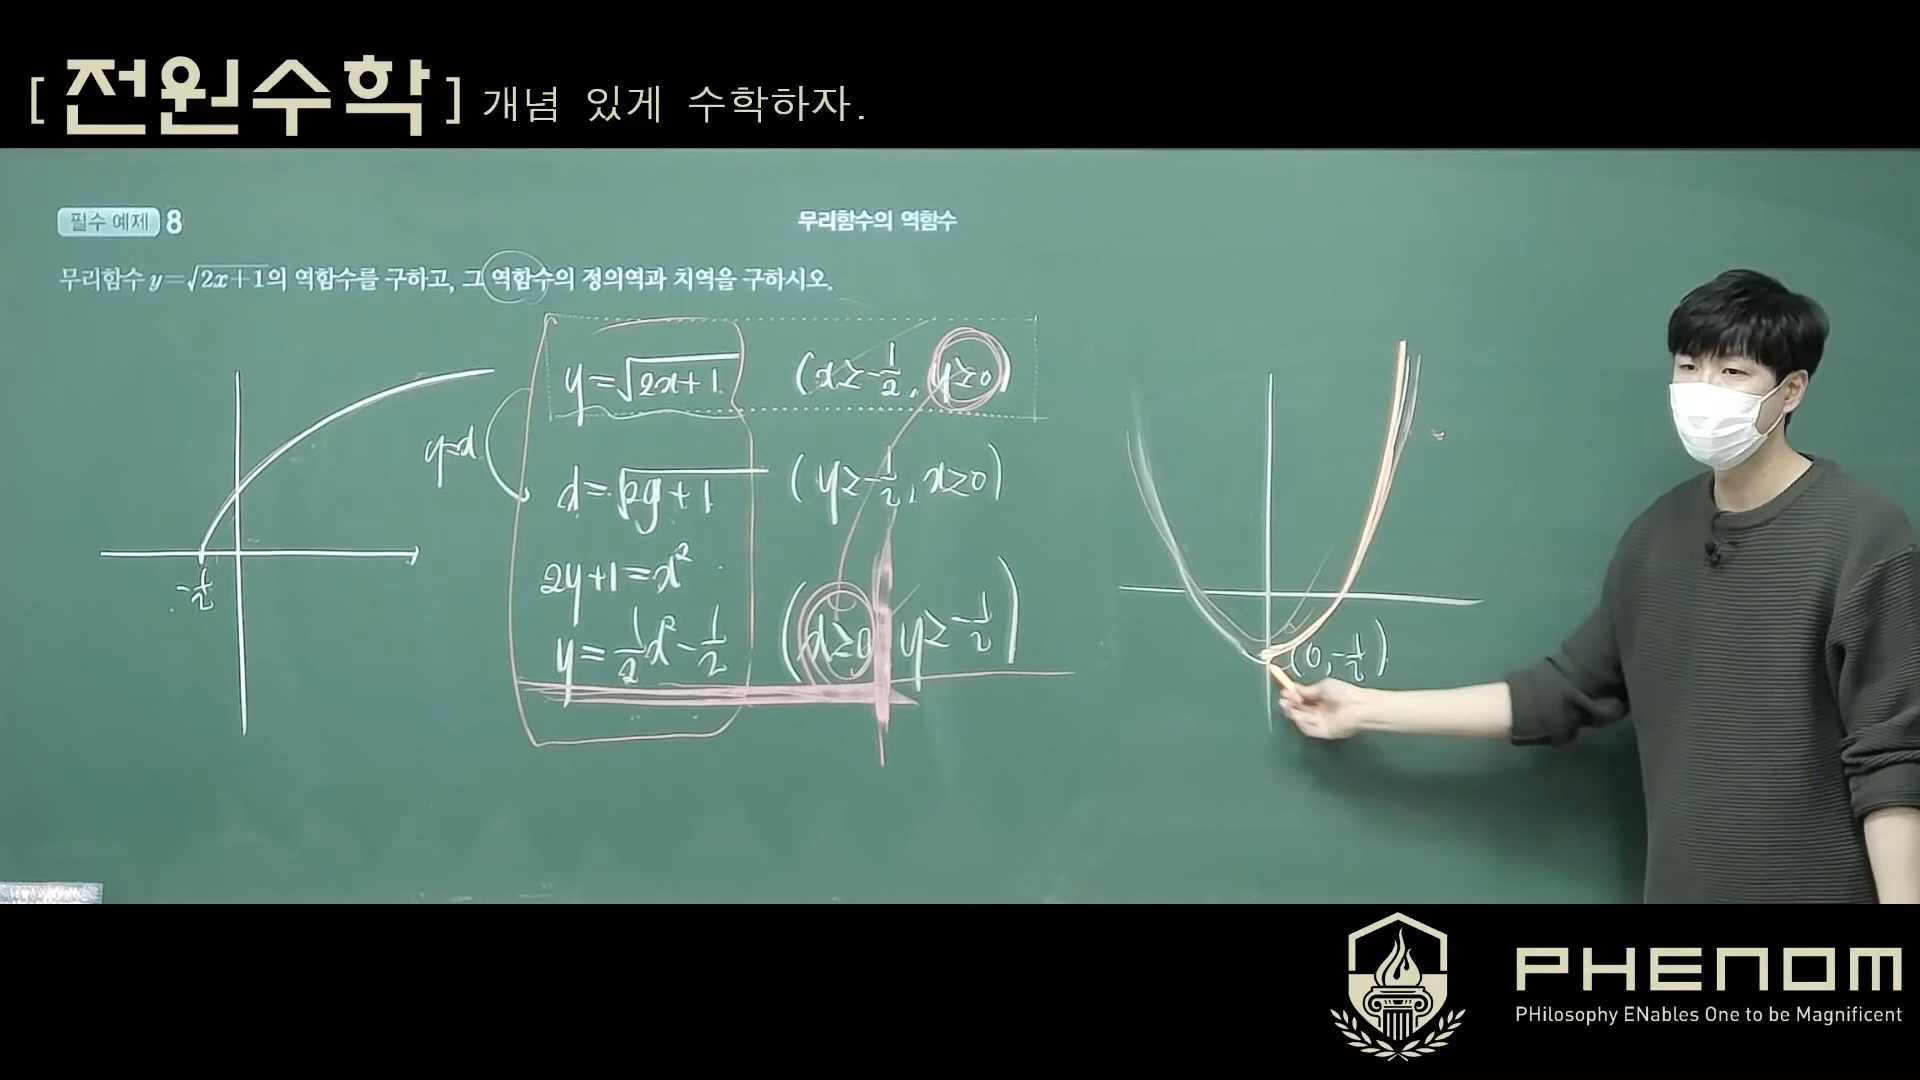 [전원수학] 개념 있게 수학하자.
필수 예제 8
무리함수의 역함수
무리함수 y=√2x+1의 역함수를 구하고, 그 역함수의 정의역과 치역을 구하시오.
y=√2x+1 (x≥-1/2, y≥0)
y=x
x=√2y+1 (y≥-1/2, x≥0)
2y+1=x²
y=1/2x²-1/2 (x≥0 y≥-1/2)
-1/2
(0,-1/2)
PHENOM
PHilosophy ENables One to be Magnificent